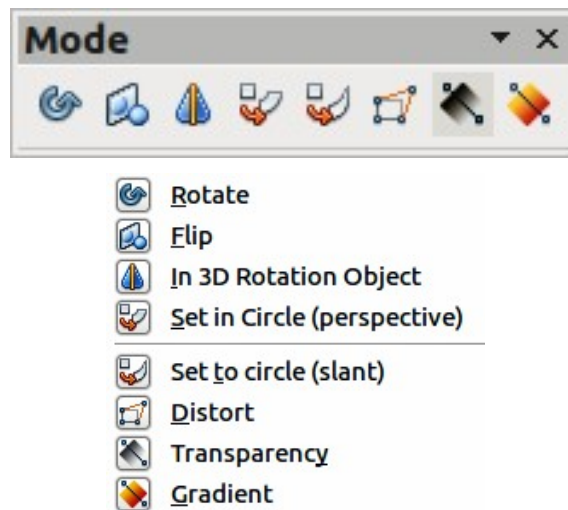 Mode
Rotate
Flip
In 3D Rotation Object
Set in Circle (perspective)
Set to circle (slant)
Distort
Transparency
Gradient